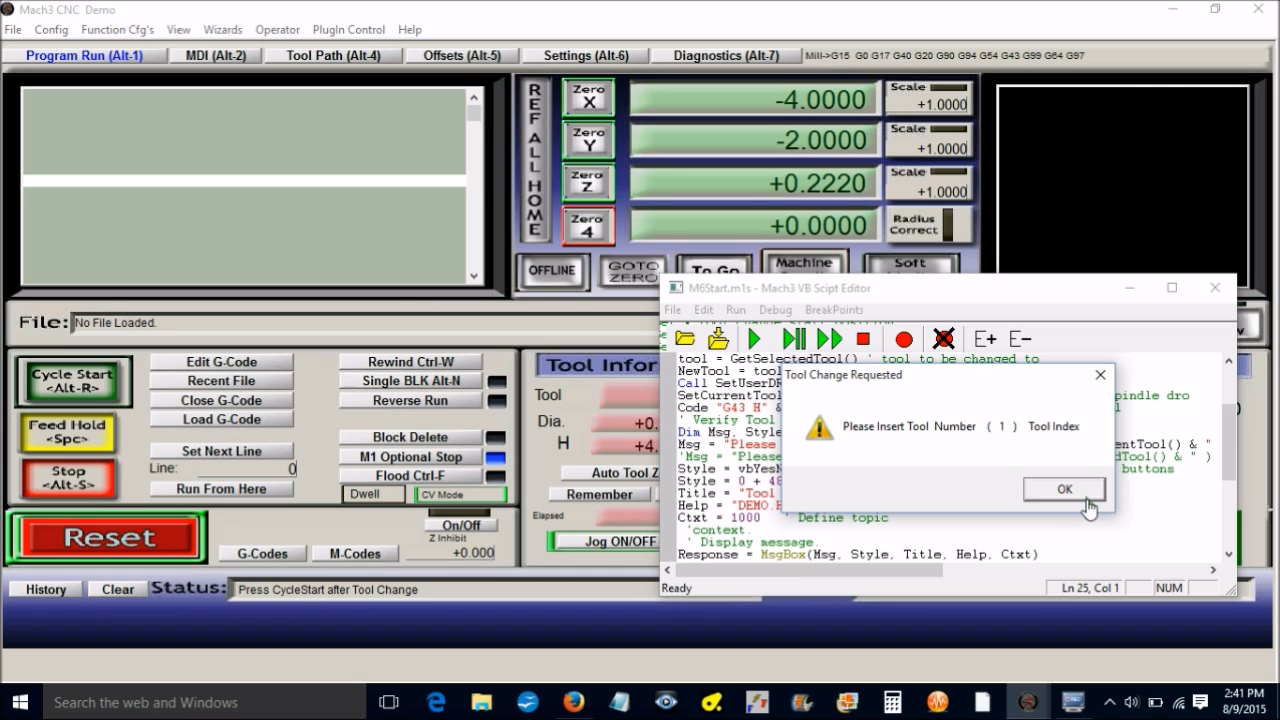 Mach3 CNC Demo
File Config Function Cfg's View Wizards Operator PlugIn Control Help
Program Run (Alt-1) MDI (Alt-2) Tool Path (Alt-4) Offsets (Alt-5) Settings (Alt-6) Diagnostics (Alt-7) Mill->G15 G0 G17 G40 G20 G90 G94 G54 G43 G99 G64 G97
REF ALL HOME
Zero X -4.0000 Scale +1.0000
Zero Y -2.0000 Scale +1.0000
Zero Z +0.2220 Scale +1.0000
Zero 4 +0.0000 Radius Correct
OFFLINE GOTO ZERO To Go Machine Soft
File: No File Loaded.
Cycle Start <Alt-R>
Feed Hold <Spc>
Stop <Alt-S>
Reset
Edit G-Code
Recent File
Close G-Code
Load G-Code
Set Next Line
Line: 0
Run From Here
Rewind Ctrl-W
Single BLK Alt-N
Reverse Run
Block Delete
M1 Optional Stop
Flood Ctrl-F
Dwell CV Mode
On/Off
Z Inhibit
+0.000
G-Codes M-Codes
Tool Infor
Tool
Dia. +0.
H +4.
Auto Tool Z
Remember
Elapsed
Jog ON/OFF
M6Start.m1s - Mach3 VB Scipt Editor
File Edit Run Debug BreakPoints
E+ E-
tool = GetSelectedTool() ' tool to be changed to
NewTool = tool
Call SetUserDR
SetCurrentTool pindle dro
Code "G43 H" &
' Verify Tool
Dim Msg, Style
Msg = "Please entTool() & "
'Msg = "Please edTool() & " )
Style = vbYesN buttons
Style = 0 + 48
Title = "Tool
Help = "DEMO.H
Ctxt = 1000 ' Define topic
'context.
' Display message.
Response = MsgBox(Msg, Style, Title, Help, Ctxt)
Ready Ln 25, Col 1 NUM
Tool Change Requested
Please Insert Tool Number ( 1 ) Tool Index
OK
History Clear Status: Press CycleStart after Tool Change
Search the web and Windows
2:41 PM
8/9/2015